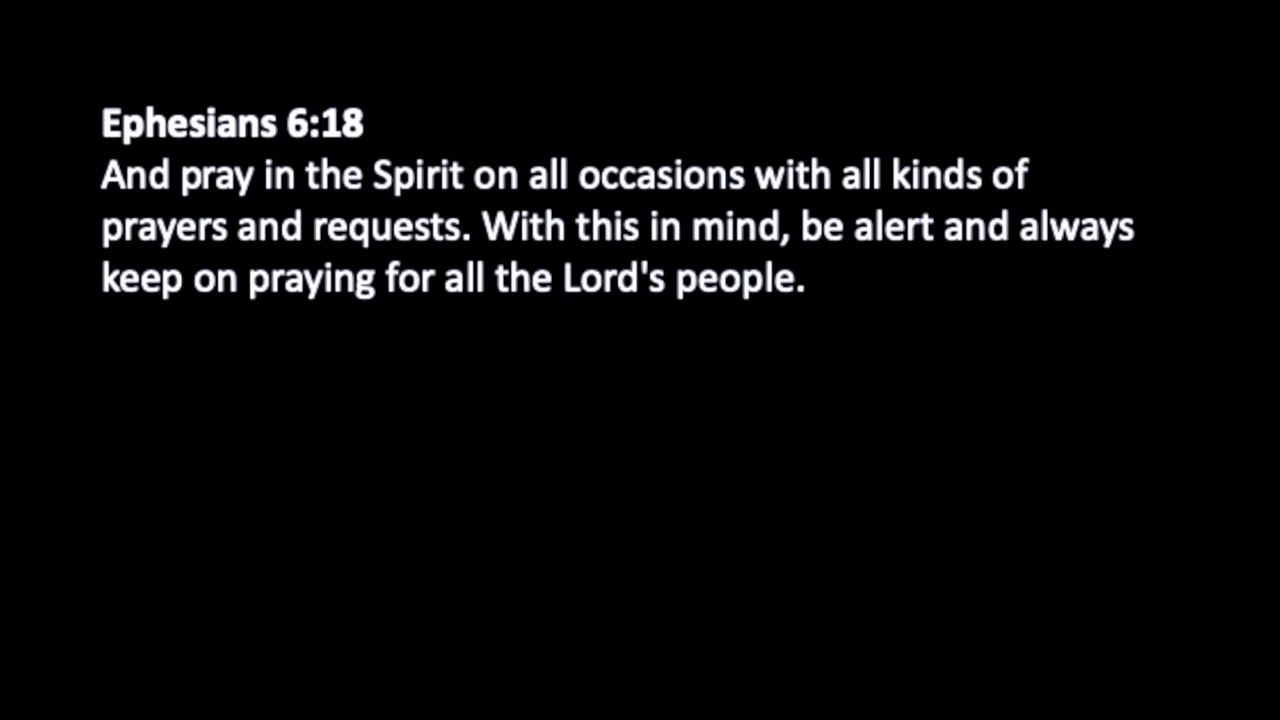 Ephesians 6:18
And pray in the Spirit on all occasions with all kinds of
prayers and requests. With this in mind, be alert and always
keep on praying for all the Lord's people.